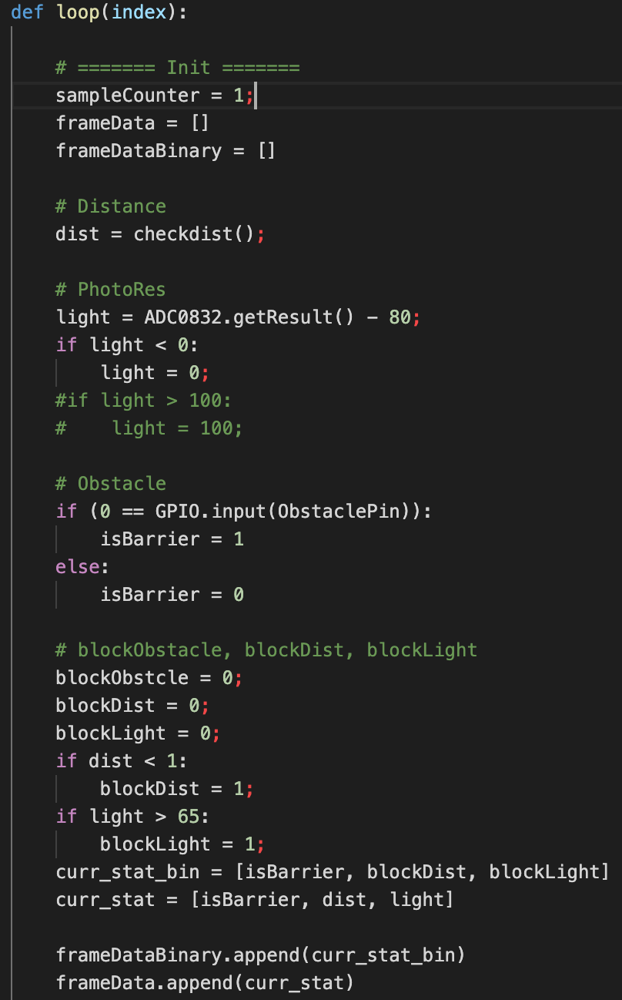 def loop(index):
# ======= Init =======
sampleCounter = 1;
frameData = []
frameDataBinary = []
# Distance
dist = checkdist();
# PhotoRes
light = ADC0832.getResult() - 80;
if light < 0:
light = 0;
#if light > 100:
#    light = 100;
# Obstacle
if (0 == GPIO.input(ObstaclePin)):
isBarrier = 1
else:
isBarrier = 0
# blockObstacle, blockDist, blockLight
blockObstcle = 0;
blockDist = 0;
blockLight = 0;
if dist < 1:
blockDist = 1;
if light > 65:
blockLight = 1;
curr_stat_bin = [isBarrier, blockDist, blockLight]
curr_stat = [isBarrier, dist, light]
frameDataBinary.append(curr_stat_bin)
frameData.append(curr_stat)